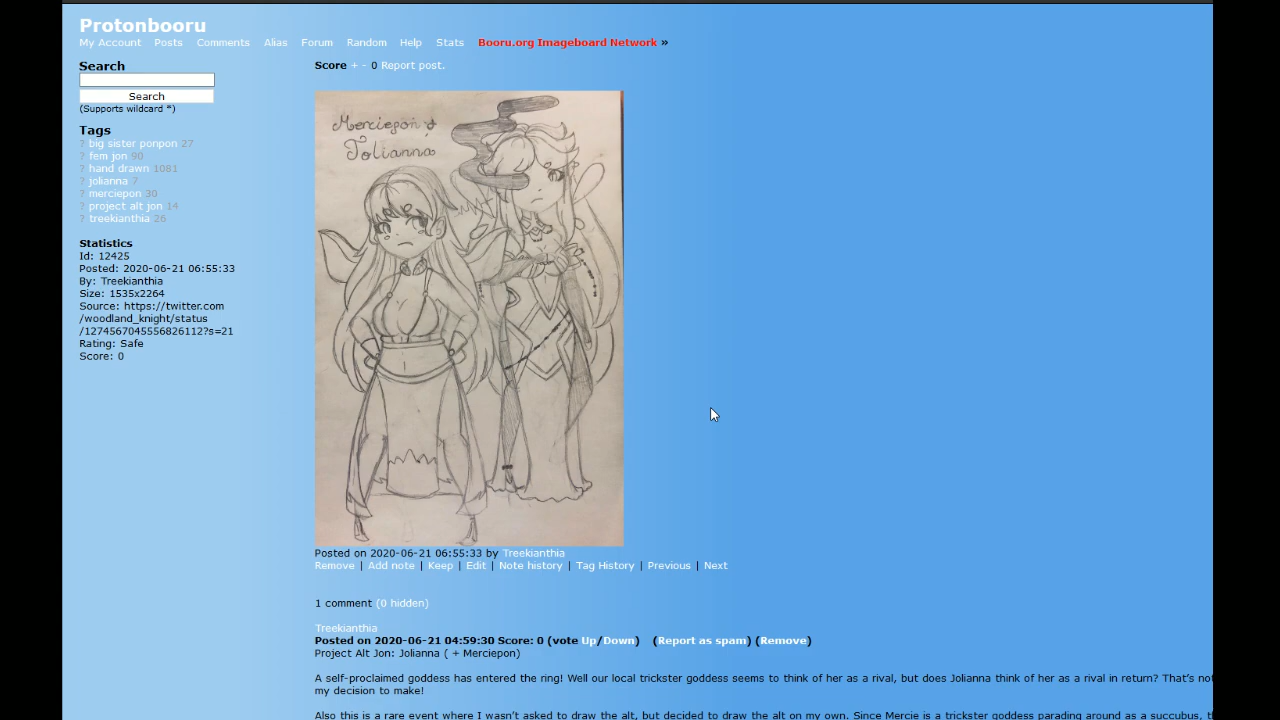 Protonbooru
My Account Posts Comments Alias Forum Random Help Stats Booru.org Imageboard Network »
Search
Search
(Supports wildcard *)
Tags
? big sister ponpon 27
? fem jon 90
? hand drawn 1081
? jolianna 7
? merciepon 30
? project alt jon 14
? treekianthia 26
Statistics
Id: 12425
Posted: 2020-06-21 06:55:33
By: Treekianthia
Size: 1535x2264
Source: https://twitter.com
/woodland_knight/status
/1274567045556826112?s=21
Rating: Safe
Score: 0
Score + - 0 Report post.
Merciepon &
Jolianna
Posted on 2020-06-21 06:55:33 by Treekianthia
Remove | Add note | Keep | Edit | Note history | Tag History | Previous | Next
1 comment (0 hidden)
Treekianthia
Posted on 2020-06-21 04:59:30 Score: 0 (vote Up/Down) (Report as spam) (Remove)
Project Alt Jon: Jolianna ( + Merciepon)
A self-proclaimed goddess has entered the ring! Well our local trickster goddess seems to think of her as a rival, but does Jolianna think of her as a rival in return? That's not
my decision to make!
Also this is a rare event where I wasn't asked to draw the alt, but decided to draw the alt on my own. Since Mercie is a trickster goddess parading around as a succubus,